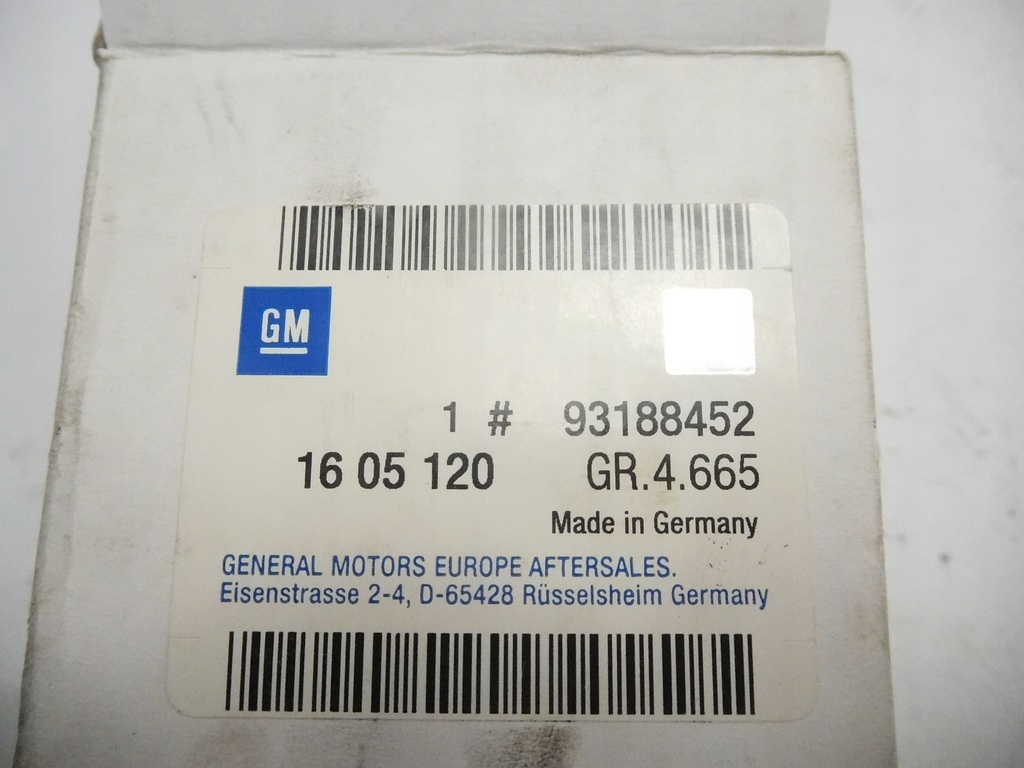 GM
1 # 93188452
16 05 120 GR.4.665
Made in Germany
GENERAL MOTORS EUROPE AFTERSALES.
Eisenstrasse 2-4, D-65428 Rüsselsheim Germany